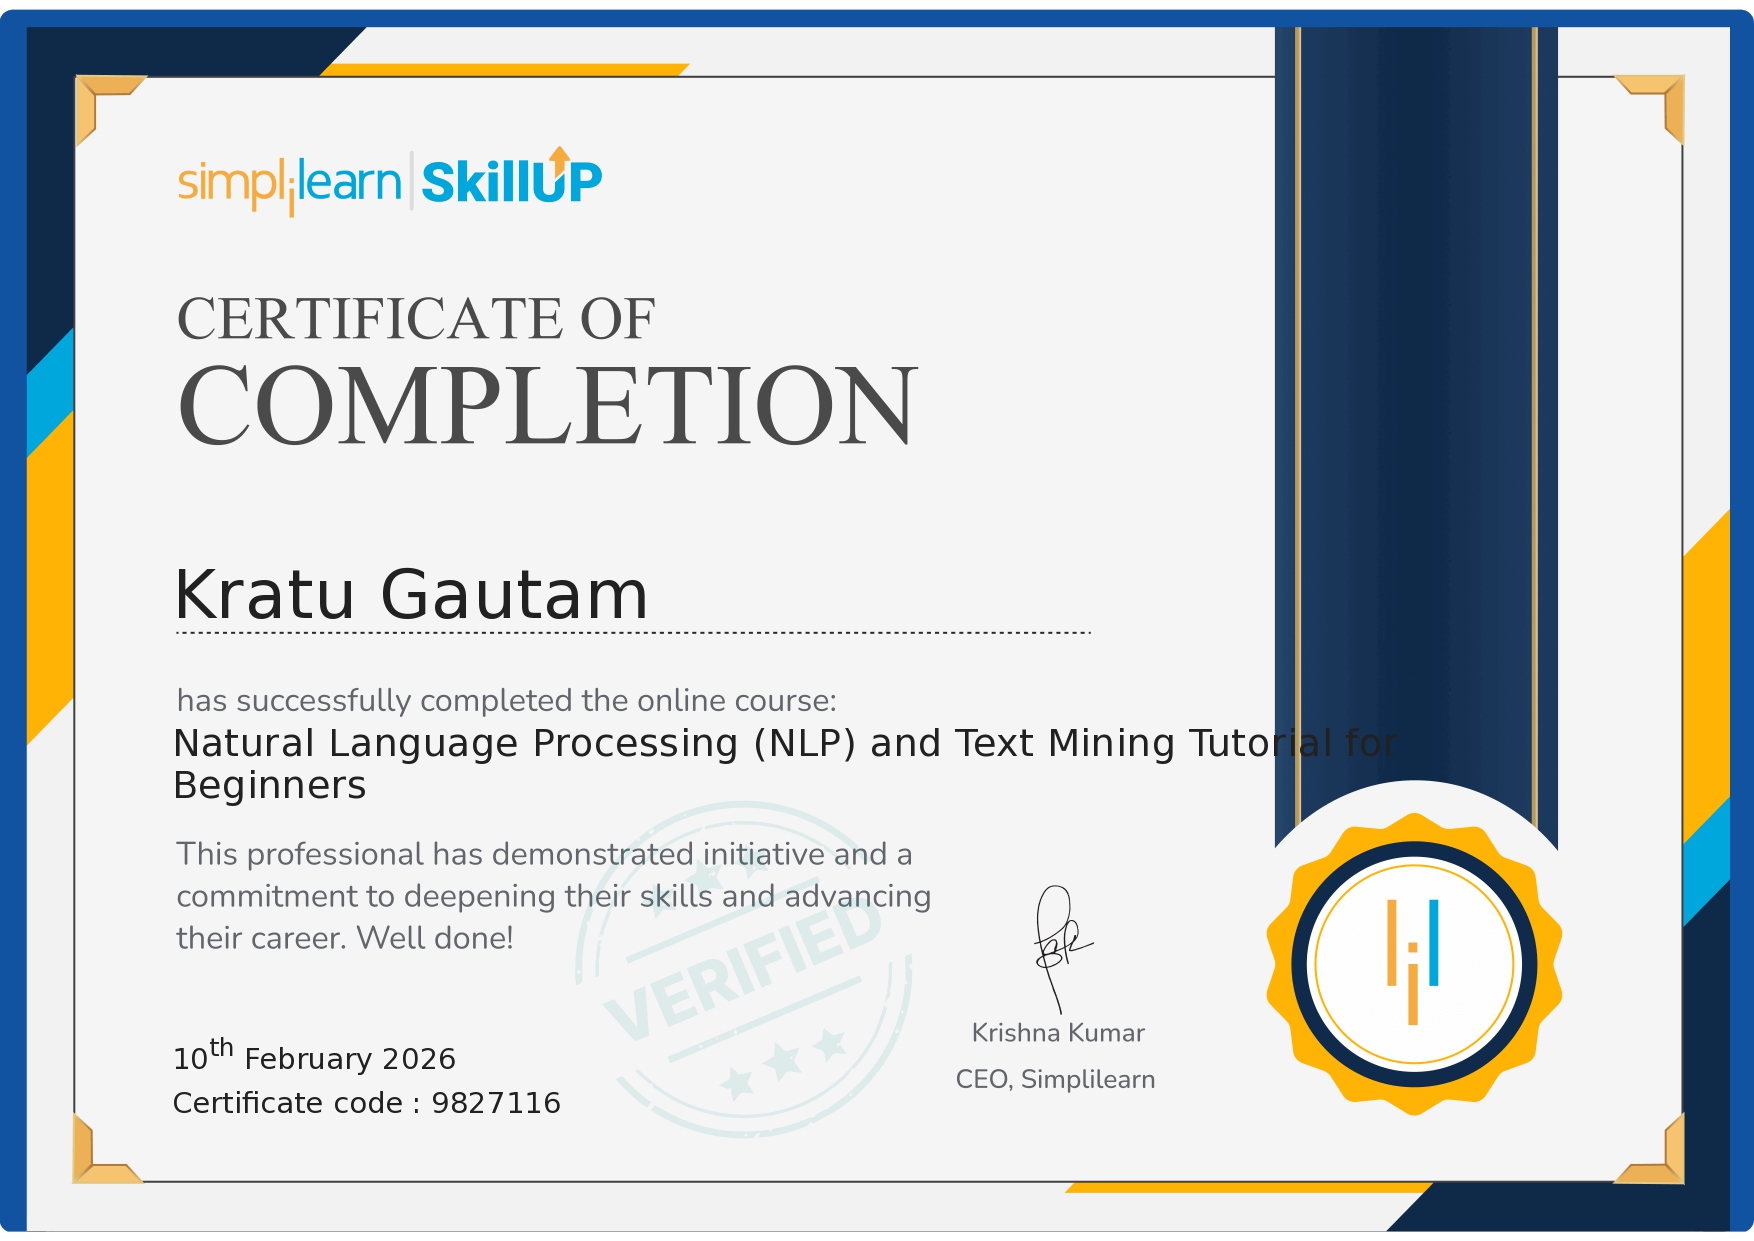 simplilearn | SkillUP
CERTIFICATE OF
COMPLETION
Kratu Gautam
has successfully completed the online course:
Natural Language Processing (NLP) and Text Mining Tutorial for
Beginners
This professional has demonstrated initiative and a
commitment to deepening their skills and advancing
their career. Well done!
VERIFIED
10th February 2026
Certificate code : 9827116
Krishna Kumar
CEO, Simplilearn